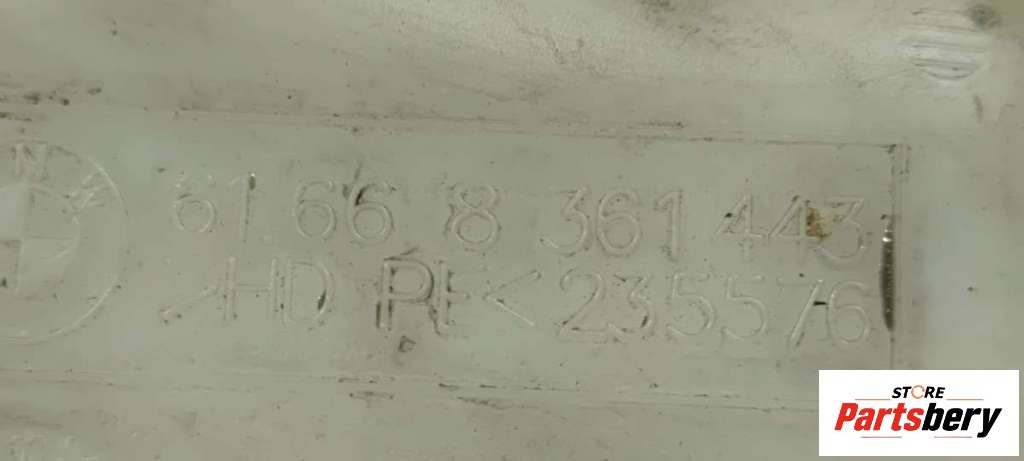 BMW
61.66 8 361 443
>HD PE< 235576
STORE
Partsbery